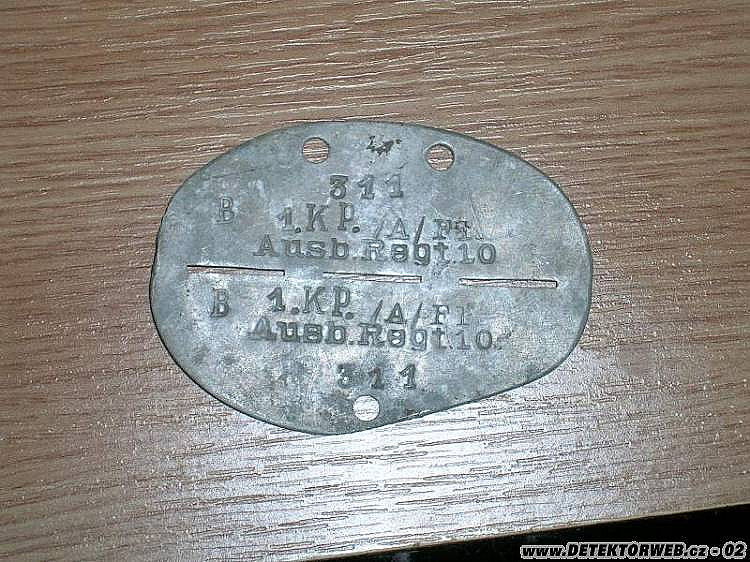 311
B 1.KP./A/Fl.
Ausb.Regt.10
B 1.KP./A/Fl
Ausb.Regt.10.
311
www.DETEKTORWEB.cz - 02